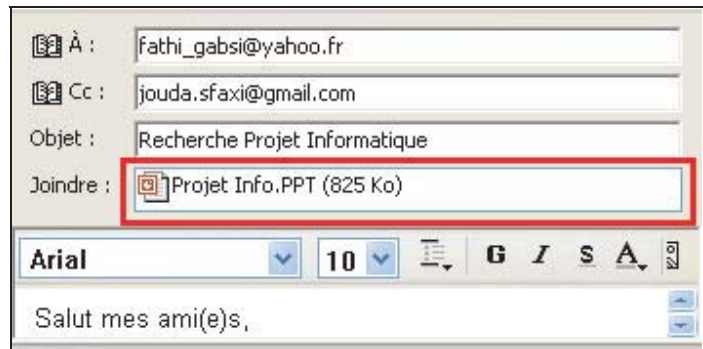 À : fathi_gabsi@yahoo.fr
Cc : jouda.sfaxi@gmail.com
Objet : Recherche Projet Informatique
Joindre : Projet Info.PPT (825 Ko)
Arial 10 G I S A
Salut mes ami(e)s,